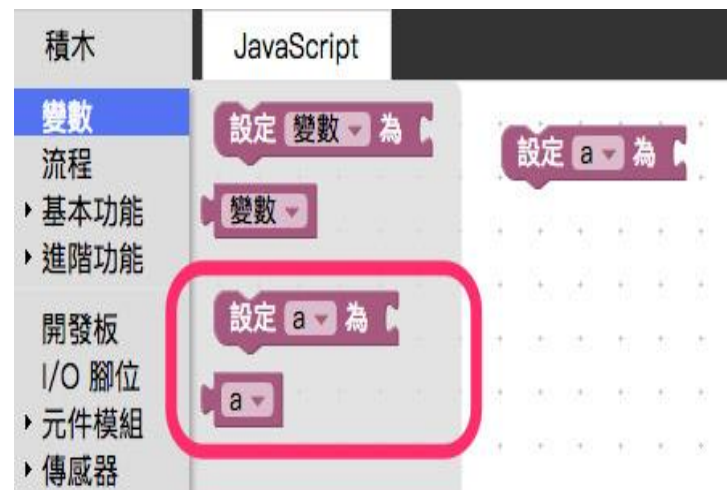 積木
JavaScript
變數
流程
基本功能
進階功能
開發板
I/O 腳位
元件模組
傳感器
設定 變數 為
變數
設定 a 為
a
設定 a 為